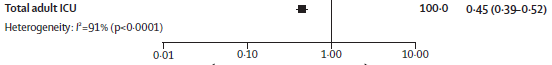 Total adult ICU 100·0 0·45 (0·39–0·52)
Heterogeneity: I²=91% (p<0·0001)
0·01 0·10 1·00 10·00